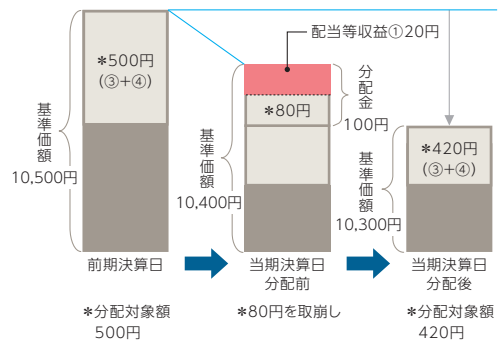 配当等収益①20円
*500円
(③+④)
基準価額
10,500円
*80円
分配金
100円
基準価額
10,400円
*420円
(③+④)
基準価額
10,300円
前期決算日
当期決算日
分配前
当期決算日
分配後
*分配対象額
500円
*80円を取崩し
*分配対象額
420円